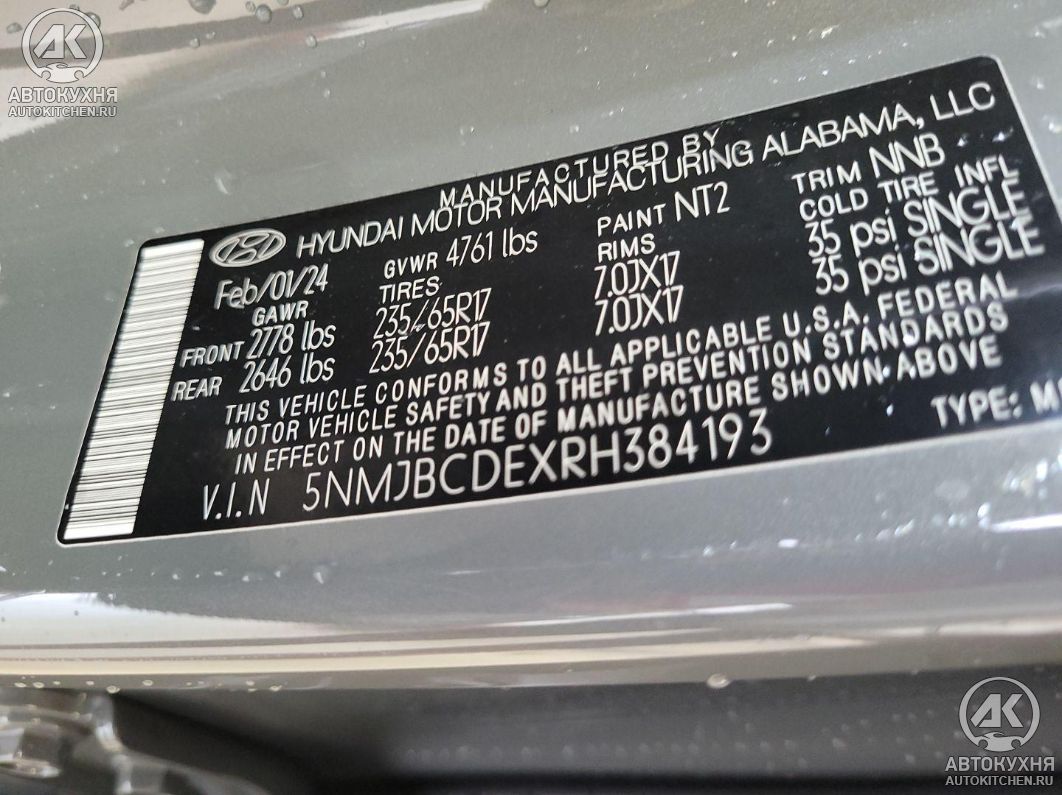 AK
АВТОКУХНЯ
AUTOKITCHEN.RU
MANUFACTURED BY
HYUNDAI MOTOR MANUFACTURING ALABAMA, LLC
Feb/01/24 GVWR 4761 lbs PAINT NT2 TRIM NNB
GAWR TIRES RIMS COLD TIRE INFL
FRONT 2778 lbs 235/65R17 7.0JX17 35 psi SINGLE
REAR 2646 lbs 235/65R17 7.0JX17 35 psi SINGLE
THIS VEHICLE CONFORMS TO ALL APPLICABLE U.S.A. FEDERAL
MOTOR VEHICLE SAFETY AND THEFT PREVENTION STANDARDS
IN EFFECT ON THE DATE OF MANUFACTURE SHOWN ABOVE
V.I.N 5NMJBCDEXRH384193 TYPE: M
AK
АВТОКУХНЯ
AUTOKITCHEN.RU